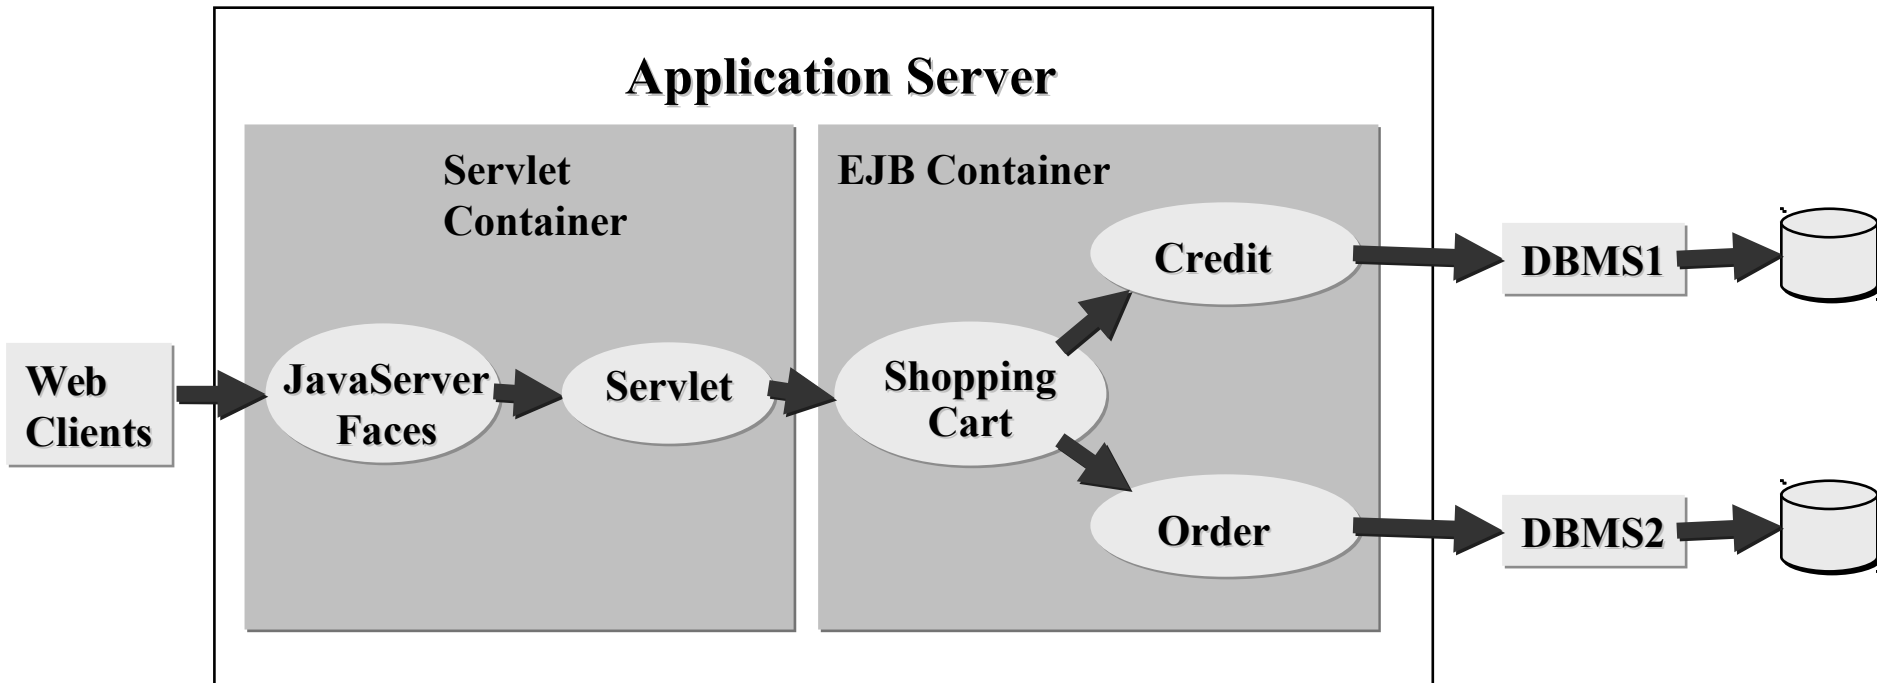 Application Server
Servlet
Container
EJB Container
Web
Clients
JavaServer
Faces
Servlet
Shopping
Cart
Credit
Order
DBMS1
DBMS2